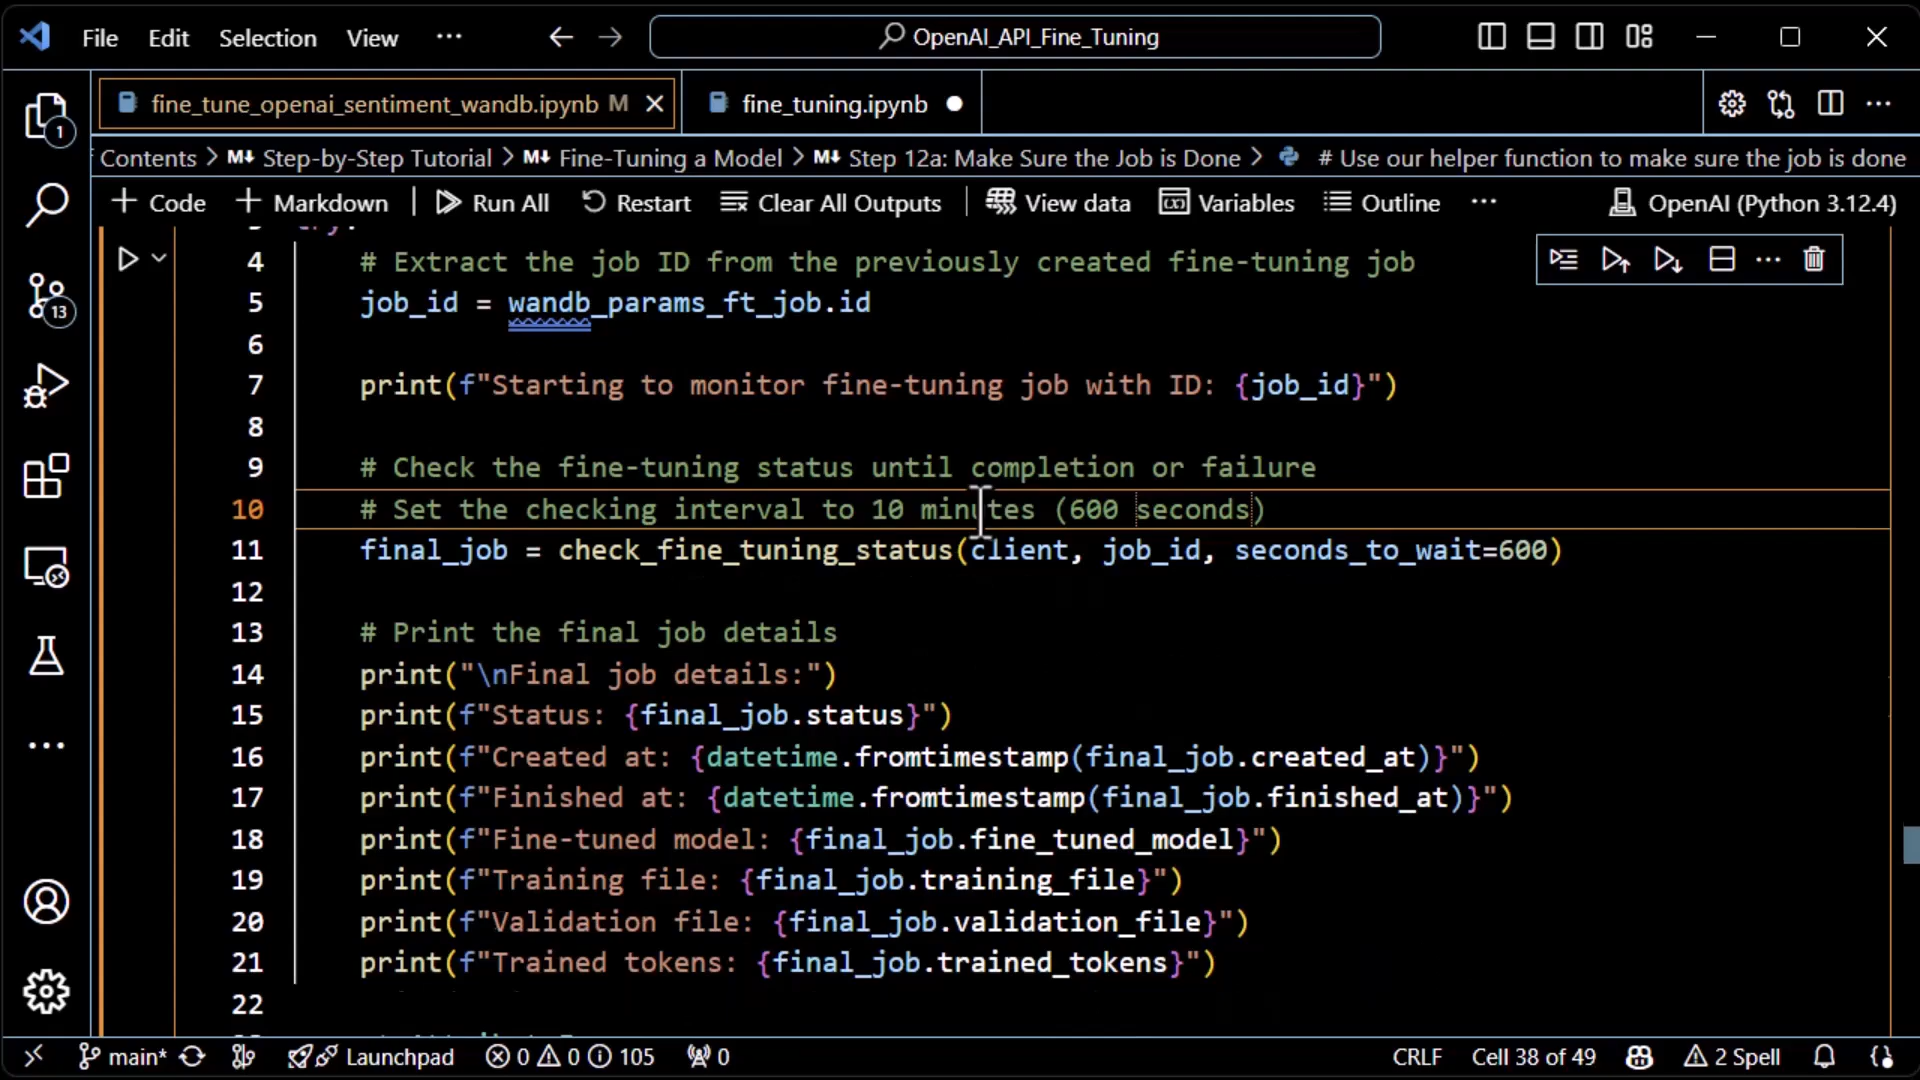 File Edit Selection View ··· OpenAI_API_Fine_Tuning
fine_tune_openai_sentiment_wandb.ipynb M fine_tuning.ipynb
Contents > M↓ Step-by-Step Tutorial > M↓ Fine-Tuning a Model > M↓ Step 12a: Make Sure the Job is Done > # Use our helper function to make sure the job is done
+ Code + Markdown | Run All Restart Clear All Outputs | View data Variables Outline ··· OpenAI (Python 3.12.4)
4 # Extract the job ID from the previously created fine-tuning job
5 job_id = wandb_params_ft_job.id
6
7 print(f"Starting to monitor fine-tuning job with ID: {job_id}")
8
9 # Check the fine-tuning status until completion or failure
10 # Set the checking interval to 10 minutes (600 seconds)
11 final_job = check_fine_tuning_status(client, job_id, seconds_to_wait=600)
12
13 # Print the final job details
14 print("\nFinal job details:")
15 print(f"Status: {final_job.status}")
16 print(f"Created at: {datetime.fromtimestamp(final_job.created_at)}")
17 print(f"Finished at: {datetime.fromtimestamp(final_job.finished_at)}")
18 print(f"Fine-tuned model: {final_job.fine_tuned_model}")
19 print(f"Training file: {final_job.training_file}")
20 print(f"Validation file: {final_job.validation_file}")
21 print(f"Trained tokens: {final_job.trained_tokens}")
22
1
13
main* Launchpad 0 0 105 0 CRLF Cell 38 of 49 2 Spell